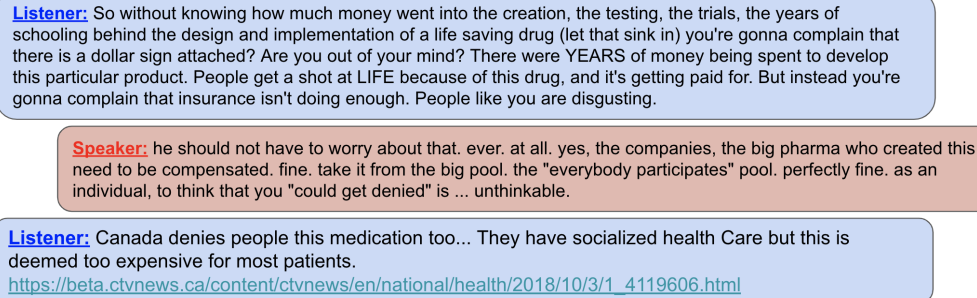 Listener: So without knowing how much money went into the creation, the testing, the trials, the years of
schooling behind the design and implementation of a life saving drug (let that sink in) you're gonna complain that
there is a dollar sign attached? Are you out of your mind? There were YEARS of money being spent to develop
this particular product. People get a shot at LIFE because of this drug, and it's getting paid for. But instead you're
gonna complain that insurance isn't doing enough. People like you are disgusting.
Speaker: he should not have to worry about that. ever. at all. yes, the companies, the big pharma who created this
need to be compensated. fine. take it from the big pool. the "everybody participates" pool. perfectly fine. as an
individual, to think that you "could get denied" is ... unthinkable.
Listener: Canada denies people this medication too... They have socialized health Care but this is
deemed too expensive for most patients.
https://beta.ctvnews.ca/content/ctvnews/en/national/health/2018/10/3/1_4119606.html